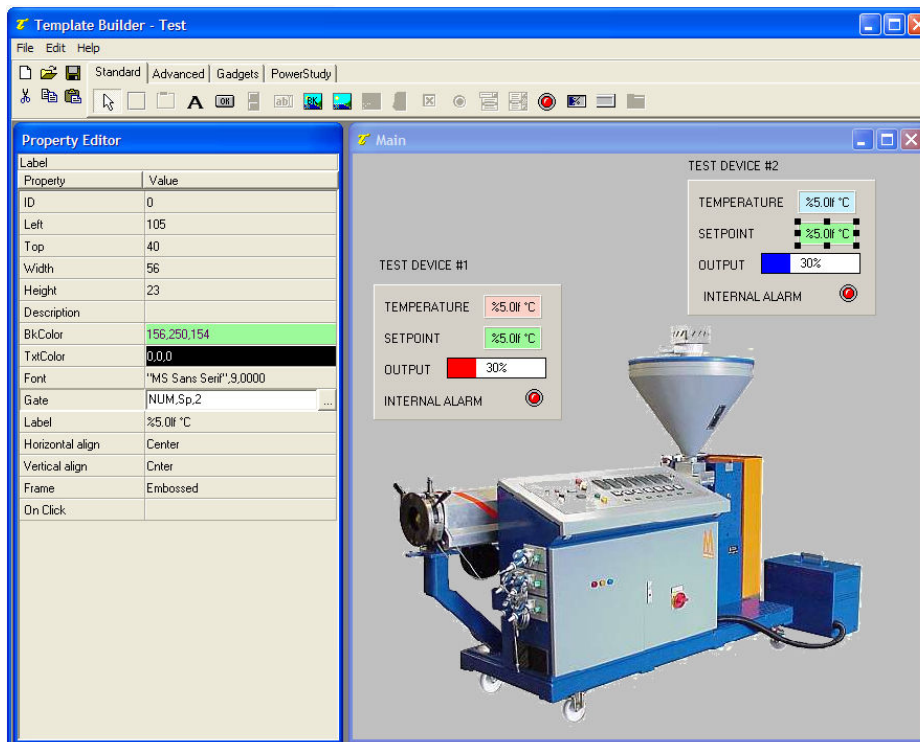 Template Builder - Test
File Edit Help
Standard Advanced Gadgets PowerStudy
A OK ab BK
Property Editor
Label
Property Value
ID 0
Left 105
Top 40
Width 56
Height 23
Description
BkColor 156,250,154
TxtColor 0,0,0
Font "MS Sans Serif",9,0000
Gate NUM,Sp,2 ...
Label %5.0lf °C
Horizontal align Center
Vertical align Cnter
Frame Embossed
On Click
Main
TEST DEVICE #2
TEMPERATURE %5.0lf °C
SETPOINT %5.0lf °C
OUTPUT 30%
INTERNAL ALARM
TEST DEVICE #1
TEMPERATURE %5.0lf °C
SETPOINT %5.0lf °C
OUTPUT 30%
INTERNAL ALARM
M